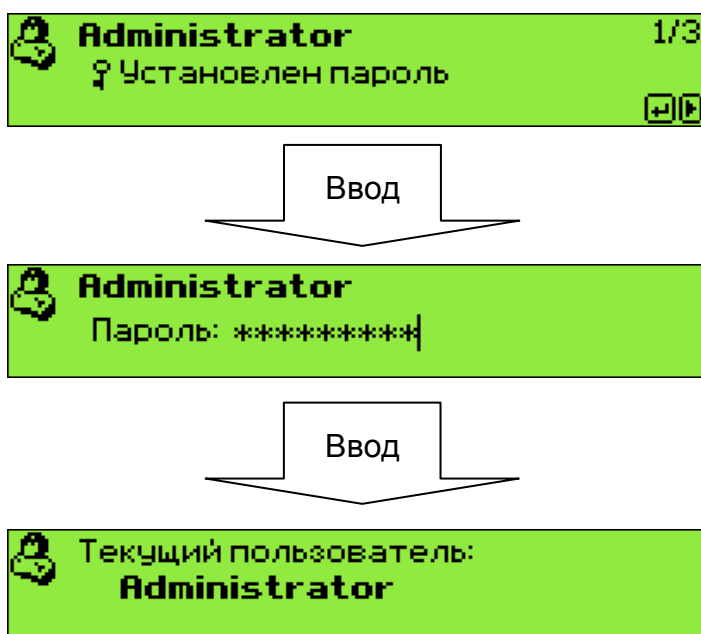 Administrator 1/3
Установлен пароль
Ввод
Administrator
Пароль: *********
Ввод
Текущий пользователь:
Administrator